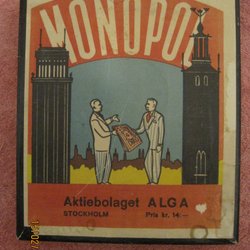 MONOPOL
Aktiebolaget ALGA
STOCKHOLM Pris kr. 14:—